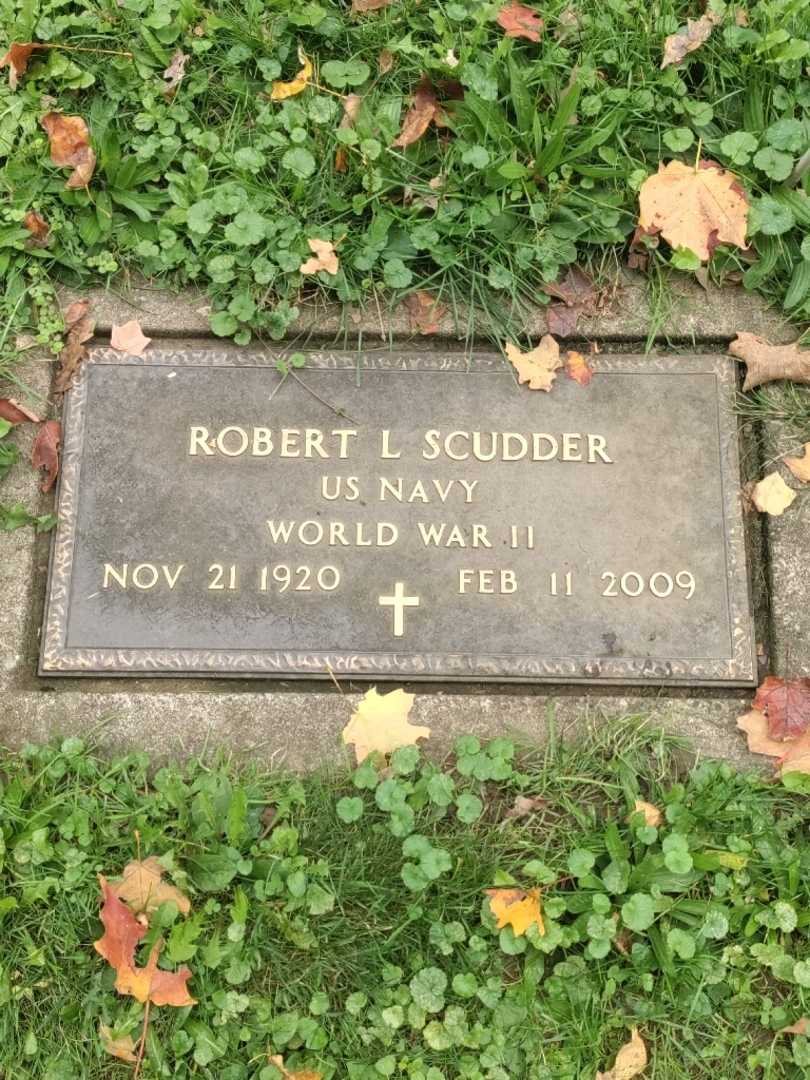 ROBERT L SCUDDER
US NAVY
WORLD WAR II
NOV 21 1920 FEB 11 2009